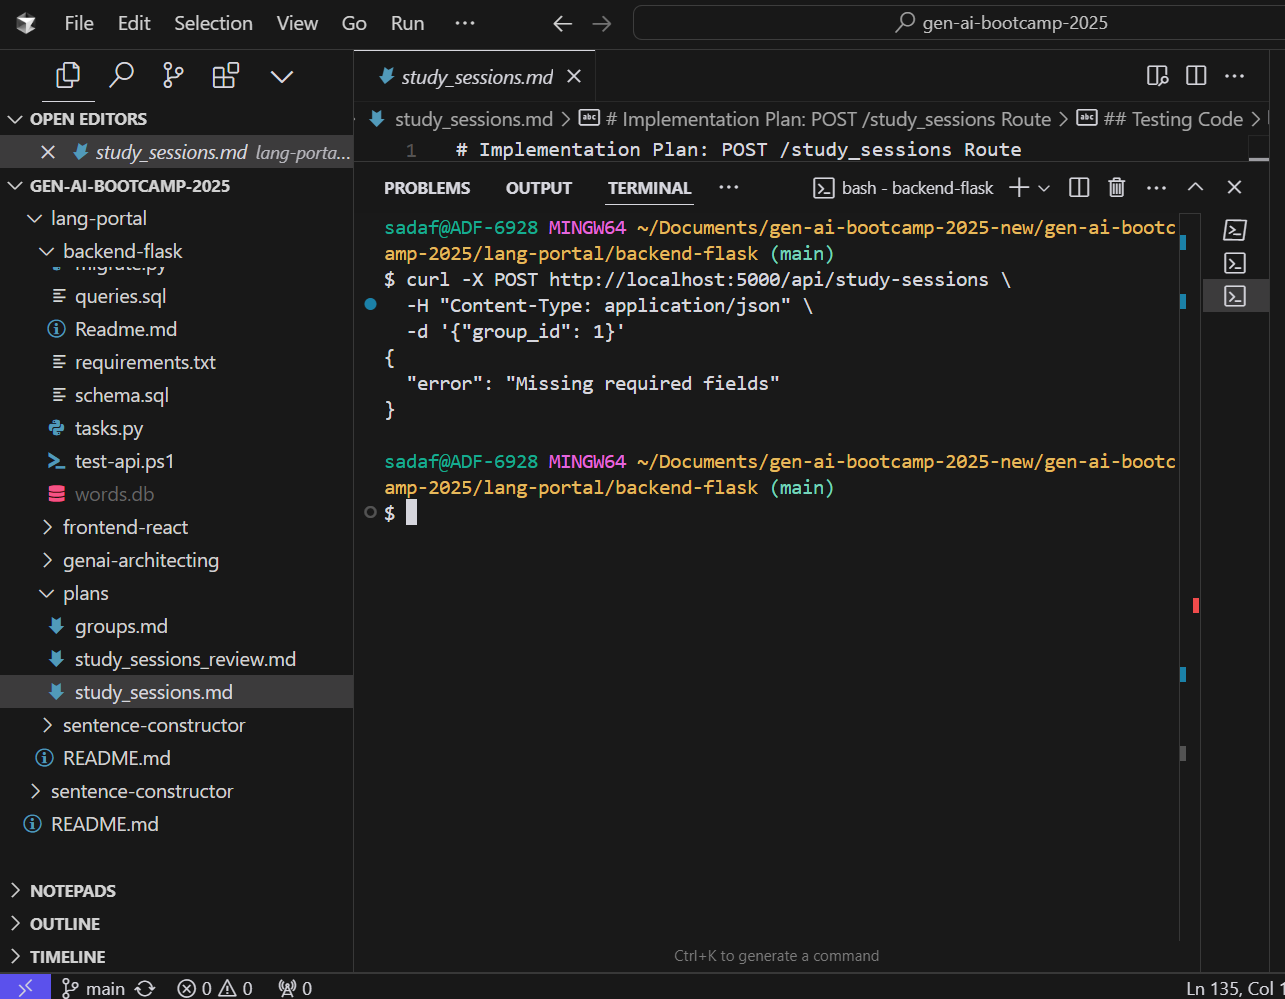 File Edit Selection View Go Run ···
gen-ai-bootcamp-2025
OPEN EDITORS
study_sessions.md lang-porta...
GEN-AI-BOOTCAMP-2025
lang-portal
backend-flask
migrate.py
queries.sql
Readme.md
requirements.txt
schema.sql
tasks.py
test-api.ps1
words.db
frontend-react
genai-architecting
plans
groups.md
study_sessions_review.md
study_sessions.md
sentence-constructor
README.md
sentence-constructor
README.md
NOTEPADS
OUTLINE
TIMELINE
study_sessions.md
study_sessions.md > # Implementation Plan: POST /study_sessions Route > ## Testing Code >
1 # Implementation Plan: POST /study_sessions Route
PROBLEMS OUTPUT TERMINAL ··· bash - backend-flask
sadaf@ADF-6928 MINGW64 ~/Documents/gen-ai-bootcamp-2025-new/gen-ai-bootc
amp-2025/lang-portal/backend-flask (main)
$ curl -X POST http://localhost:5000/api/study-sessions \
-H "Content-Type: application/json" \
-d '{"group_id": 1}'
{
"error": "Missing required fields"
}
sadaf@ADF-6928 MINGW64 ~/Documents/gen-ai-bootcamp-2025-new/gen-ai-bootc
amp-2025/lang-portal/backend-flask (main)
$
Ctrl+K to generate a command
main 0 0 0 Ln 135, Col 1